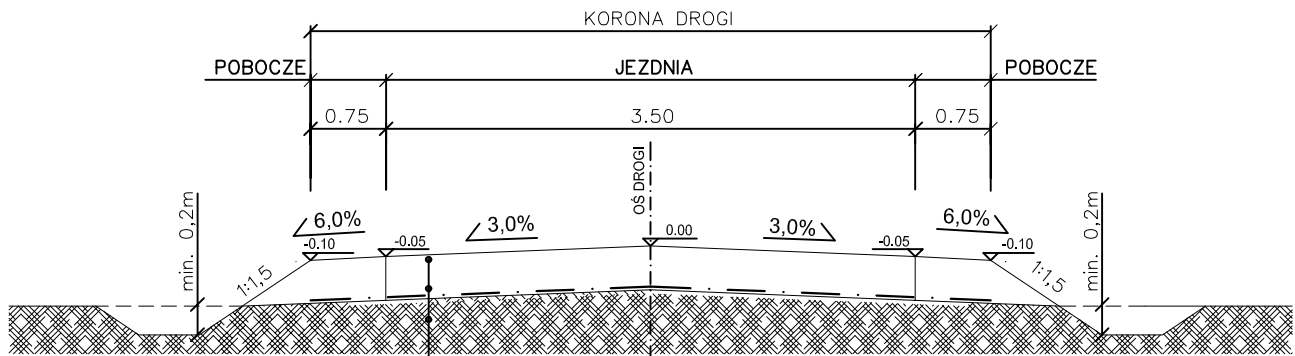 KORONA DROGI
POBOCZE JEZDNIA POBOCZE
0.75 3.50 0.75
OŚ DROGI
min. 0,2m
6,0% 3,0% 3,0% 6,0%
min. 0,2m
-0.10 -0.05 0.00 -0.05 -0.10
1:1,5 1:1,5